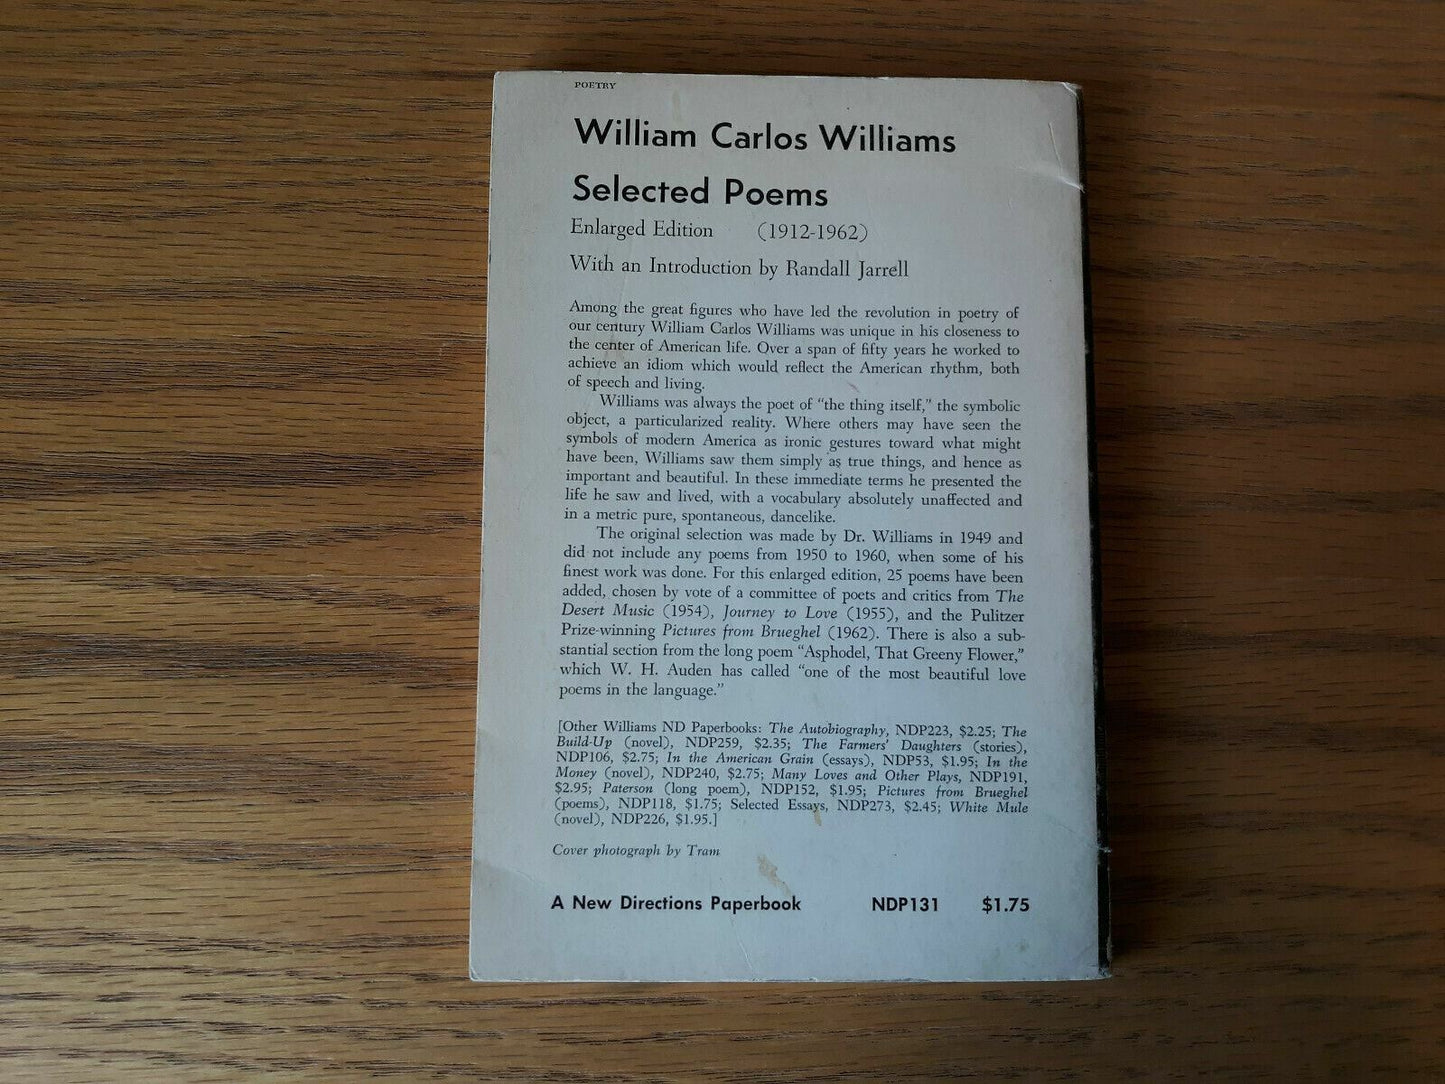 POETRY
William Carlos Williams
Selected Poems
Enlarged Edition (1912-1962)
With an Introduction by Randall Jarrell
Among the great figures who have led the revolution in poetry of
our century William Carlos Williams was unique in his closeness to
the center of American life. Over a span of fifty years he worked to
achieve an idiom which would reflect the American rhythm, both
of speech and living.
Williams was always the poet of "the thing itself," the symbolic
object, a particularized reality. Where others may have seen the
symbols of modern America as ironic gestures toward what might
have been, Williams saw them simply as true things, and hence as
important and beautiful. In these immediate terms he presented the
life he saw and lived, with a vocabulary absolutely unaffected and
in a metric pure, spontaneous, dancelike.
The original selection was made by Dr. Williams in 1949 and
did not include any poems from 1950 to 1960, when some of his
finest work was done. For this enlarged edition, 25 poems have been
added, chosen by vote of a committee of poets and critics from The
Desert Music (1954), Journey to Love (1955), and the Pulitzer
Prize-winning Pictures from Brueghel (1962). There is also a sub-
stantial section from the long poem "Asphodel, That Greeny Flower,"
which W. H. Auden has called "one of the most beautiful love
poems in the language."
[Other Williams ND Paperbooks: The Autobiography, NDP223, $2.25; The
Build-Up (novel), NDP259, $2.35; The Farmers' Daughters (stories),
NDP106, $2.75; In the American Grain (essays), NDP53, $1.95; In the
Money (novel), NDP240, $2.75; Many Loves and Other Plays, NDP191,
$2.95; Paterson (long poem), NDP152, $1.95; Pictures from Brueghel
(poems), NDP118, $1.75; Selected Essays, NDP273, $2.45; White Mule
(novel), NDP226, $1.95.]
Cover photograph by Tram
A New Directions Paperbook NDP131 $1.75